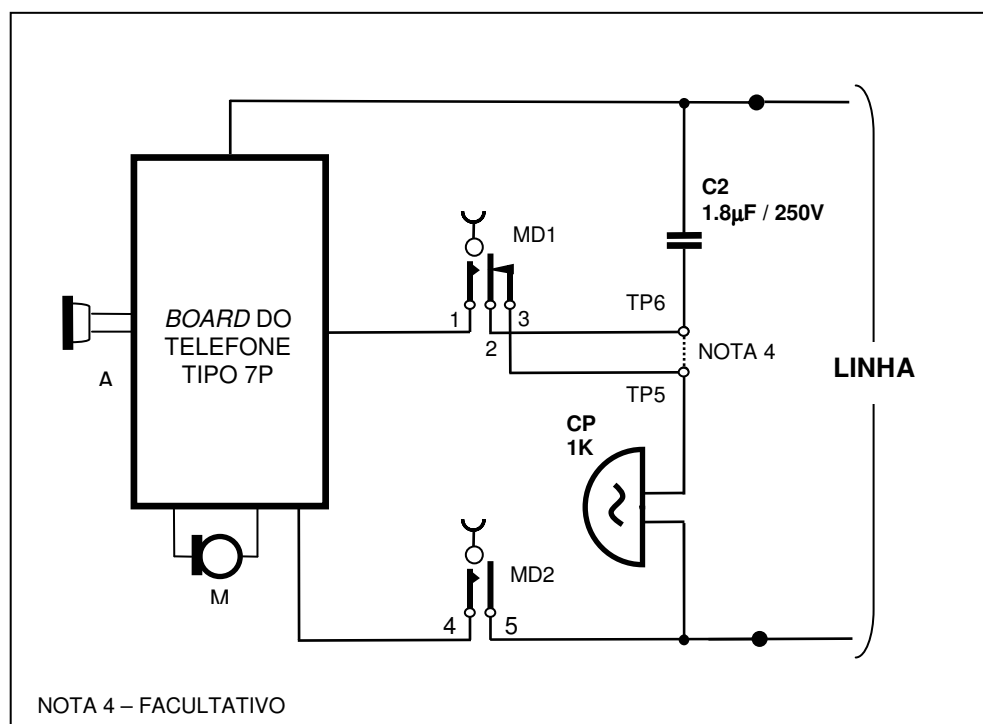 C2
1.8µF / 250V
MD1
BOARD DO
TELEFONE
TIPO 7P
1
2
3
TP6
NOTA 4
TP5
LINHA
A
CP
1K
MD2
M
4
5
NOTA 4 – FACULTATIVO